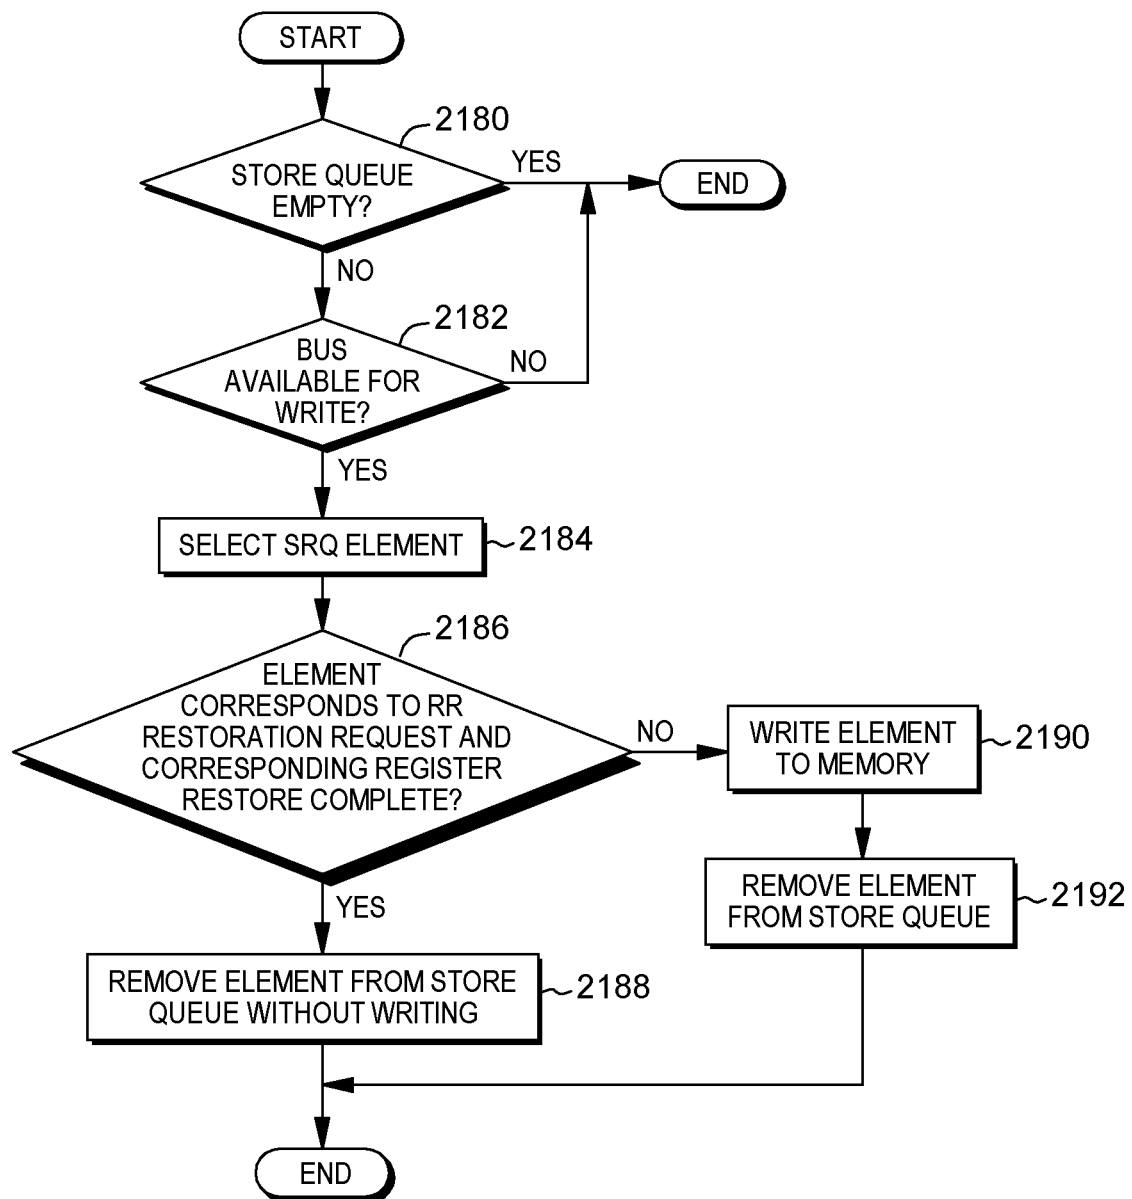 START
2180
STORE QUEUE
EMPTY?
YES
END
NO
2182
BUS
AVAILABLE FOR
WRITE?
NO
YES
SELECT SRQ ELEMENT
2184
2186
ELEMENT
CORRESPONDS TO RR
RESTORATION REQUEST AND
CORRESPONDING REGISTER
RESTORE COMPLETE?
NO
WRITE ELEMENT
TO MEMORY
2190
YES
REMOVE ELEMENT
FROM STORE QUEUE
2192
REMOVE ELEMENT FROM STORE
QUEUE WITHOUT WRITING
2188
END